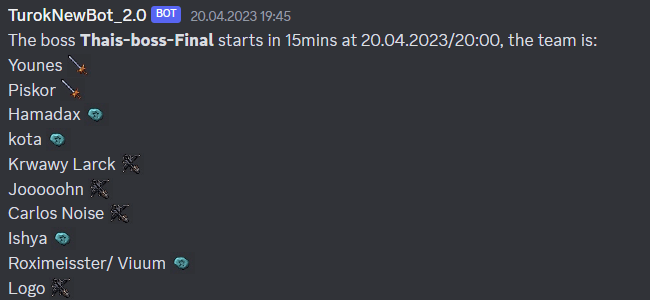 TurokNewBot_2.0 BOT 20.04.2023 19:45
The boss Thais-boss-Final starts in 15mins at 20.04.2023/20:00, the team is:
Younes
Piskor
Hamadax
kota
Krwawy Larck
Jooooohn
Carlos Noise
Ishya
Roximeisster/ Viuum
Logo